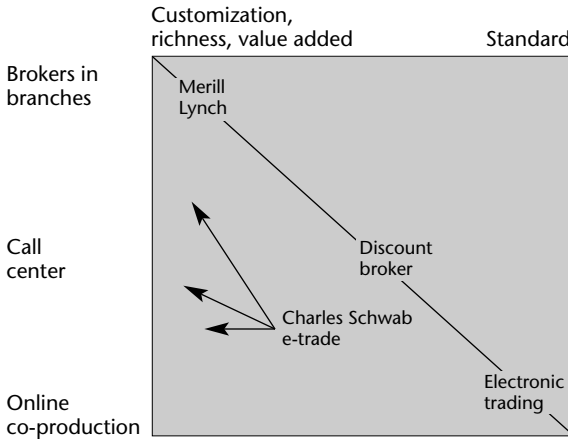 Customization,
richness, value added
Standard
Brokers in
branches
Merill
Lynch
Call
center
Discount
broker
Charles Schwab
e-trade
Electronic
trading
Online
co-production